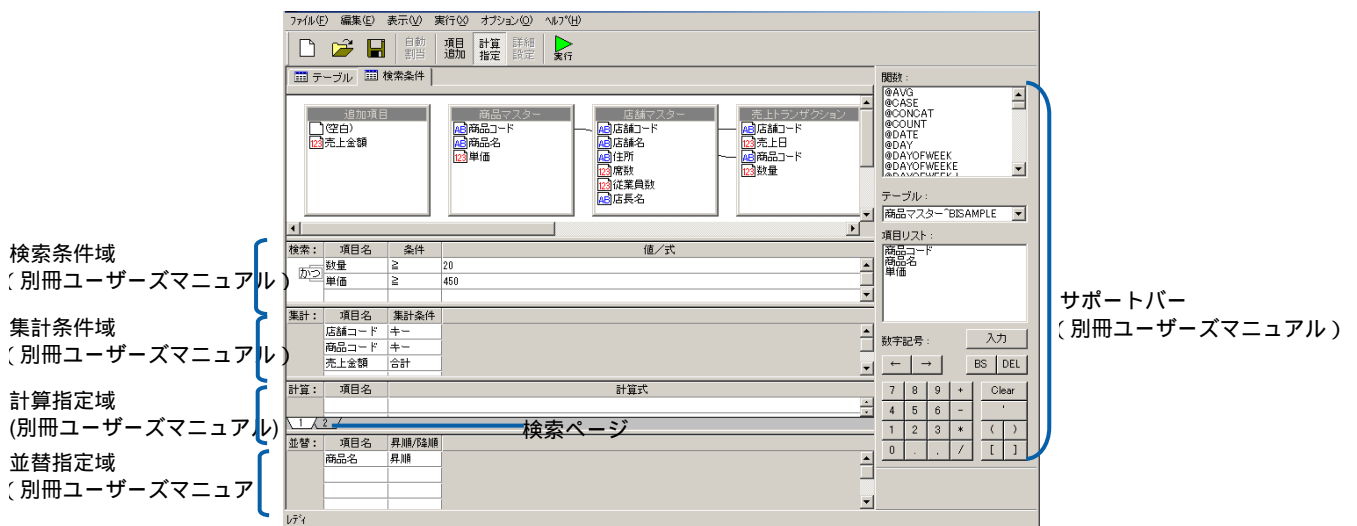 ﾌｧｲﾙ(F) 編集(E) 表示(V) 実行(X) オプション(O) ﾍﾙﾌﾟ(H)
自動割当 項目追加 計算指定 詳細設定 実行
テーブル 検索条件
追加項目
(空白)
売上金額
商品マスター
商品コード
商品名
単価
店舗マスター
店舗コード
店舗名
住所
席数
従業員数
店長名
売上トランザクション
店舗コード
売上日
商品コード
数量
検索： 項目名 条件 値／式
かつ
数量 ≧ 20
単価 ≧ 450
集計： 項目名 集計条件
店舗コード キー
商品コード キー
売上金額 合計
計算： 項目名 計算式
1 2
検索ページ
並替： 項目名 昇順/降順
商品名 昇順
ﾚﾃﾞｨ
関数：
@AVG
@CASE
@CONCAT
@COUNT
@DATE
@DAY
@DAYOFWEEK
@DAYOFWEEKE
テーブル：
商品マスター^BISAMPLE
項目リスト：
商品コード
商品名
単価
数字記号： 入力
← → BS DEL
7 8 9 + Clear
4 5 6 - '
1 2 3 * ( )
0 . , / [ ]
検索条件域
(別冊ユーザーズマニュアル)
集計条件域
(別冊ユーザーズマニュアル)
計算指定域
(別冊ユーザーズマニュアル)
並替指定域
(別冊ユーザーズマニュア
サポートバー
(別冊ユーザーズマニュアル)